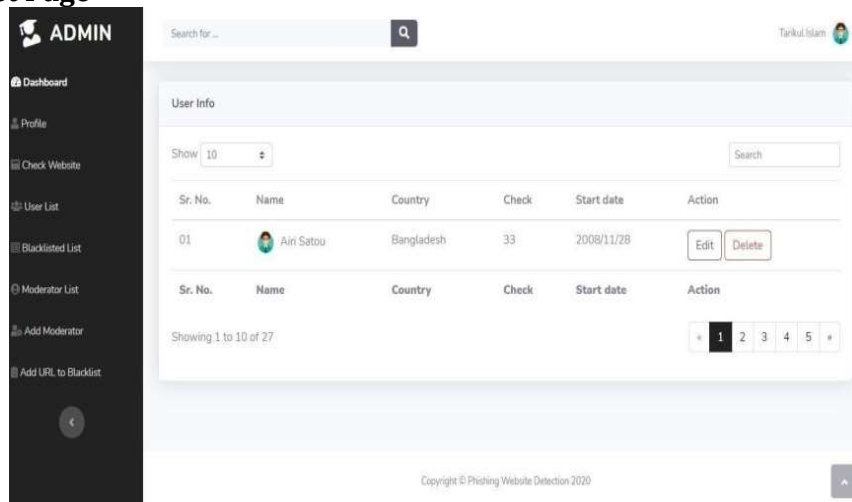 ADMIN
Search for ...
Tarikul Islam
Dashboard
Profile
Check Website
User List
Blacklisted List
Moderator List
Add Moderator
Add URL to Blacklist
User Info
Show 10
Search
Sr. No. Name Country Check Start date Action
01 Airi Satou Bangladesh 33 2008/11/28 Edit Delete
Sr. No. Name Country Check Start date Action
Showing 1 to 10 of 27
« 1 2 3 4 5 »
Copyright © Phishing Website Detection 2020